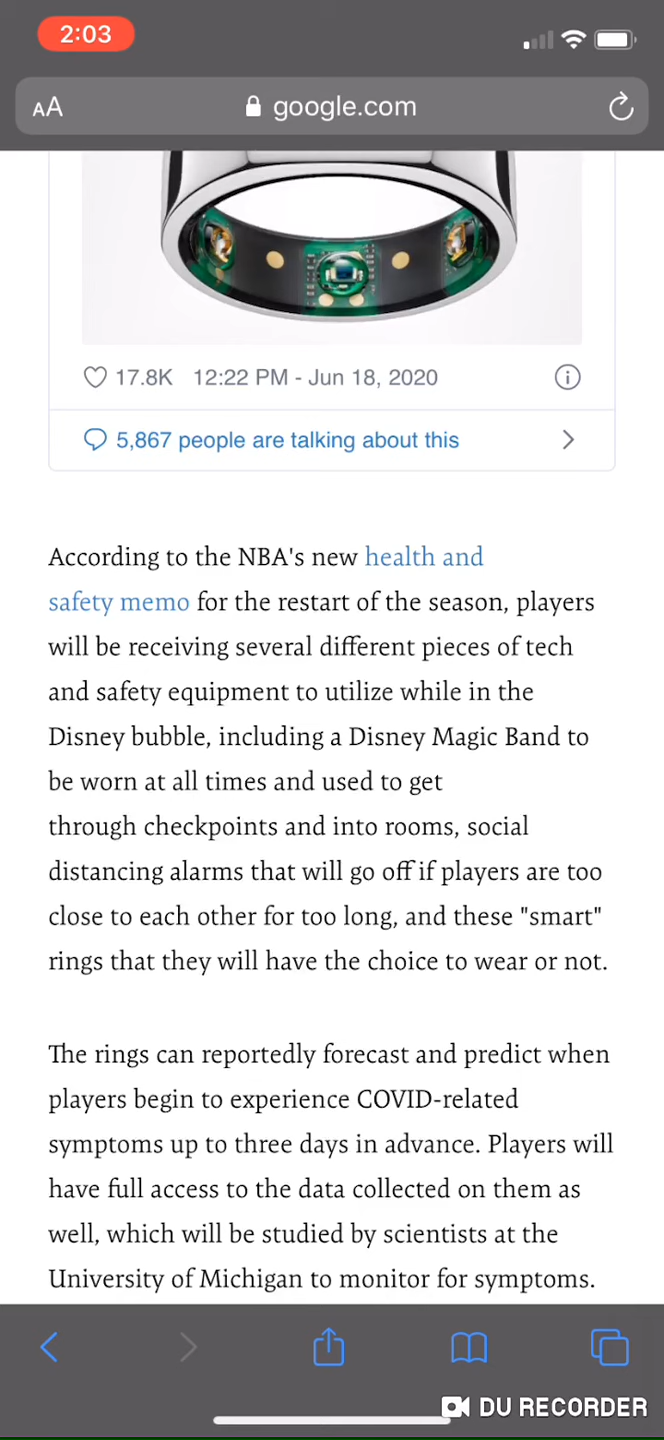 2:03
AA google.com
17.8K 12:22 PM - Jun 18, 2020
5,867 people are talking about this
According to the NBA's new health and
safety memo for the restart of the season, players
will be receiving several different pieces of tech
and safety equipment to utilize while in the
Disney bubble, including a Disney Magic Band to
be worn at all times and used to get
through checkpoints and into rooms, social
distancing alarms that will go off if players are too
close to each other for too long, and these "smart"
rings that they will have the choice to wear or not.
The rings can reportedly forecast and predict when
players begin to experience COVID-related
symptoms up to three days in advance. Players will
have full access to the data collected on them as
well, which will be studied by scientists at the
University of Michigan to monitor for symptoms.
DU RECORDER